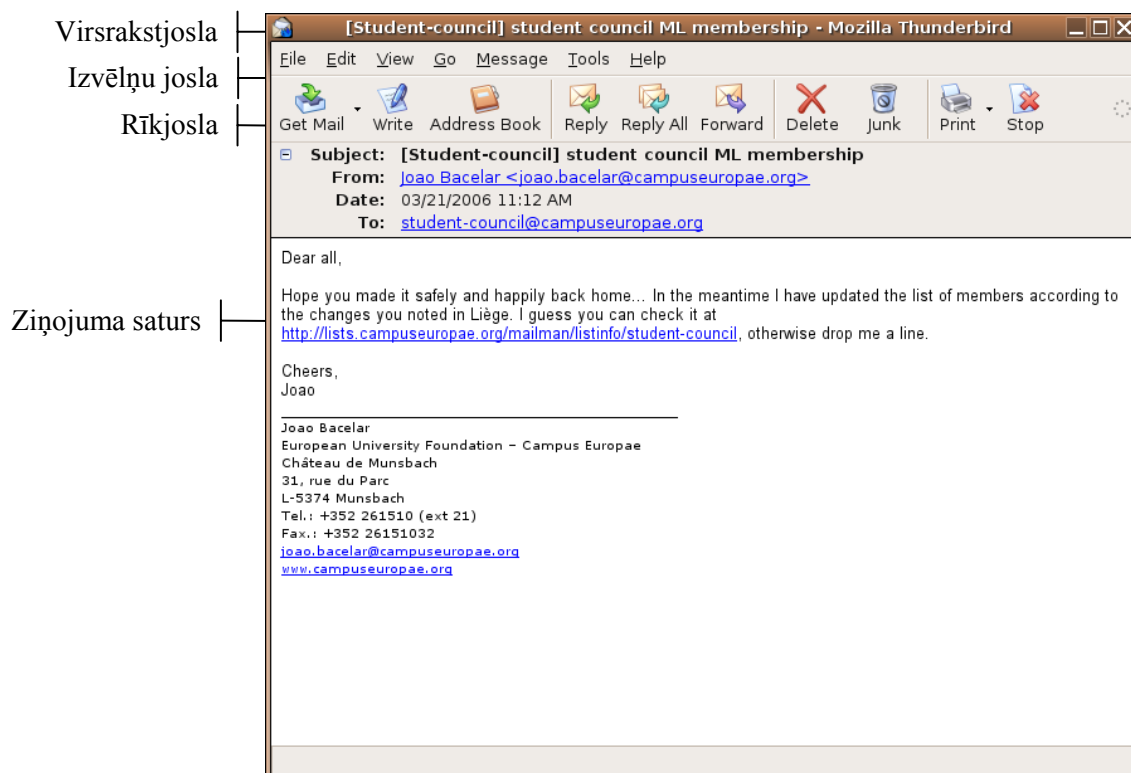 Virsrakstjosla
Izvēlņu josla
Rīkjosla
Ziņojuma saturs
[Student-council] student council ML membership - Mozilla Thunderbird
File Edit View Go Message Tools Help
Get Mail Write Address Book Reply Reply All Forward Delete Junk Print Stop
Subject: [Student-council] student council ML membership
From: Joao Bacelar <joao.bacelar@campuseuropae.org>
Date: 03/21/2006 11:12 AM
To: student-council@campuseuropae.org
Dear all,
Hope you made it safely and happily back home... In the meantime I have updated the list of members according to
the changes you noted in Liège. I guess you can check it at
http://lists.campuseuropae.org/mailman/listinfo/student-council, otherwise drop me a line.
Cheers,
Joao
Joao Bacelar
European University Foundation – Campus Europae
Château de Munsbach
31, rue du Parc
L-5374 Munsbach
Tel.: +352 261510 (ext 21)
Fax.: +352 26151032
joao.bacelar@campuseuropae.org
www.campuseuropae.org